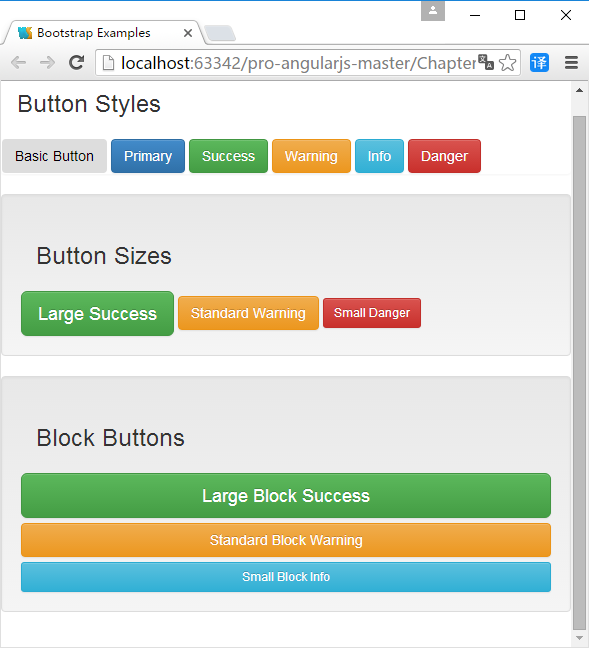 Bootstrap Examples
localhost:63342/pro-angularjs-master/Chapter
译
Button Styles
Basic Button Primary Success Warning Info Danger
Button Sizes
Large Success Standard Warning Small Danger
Block Buttons
Large Block Success
Standard Block Warning
Small Block Info